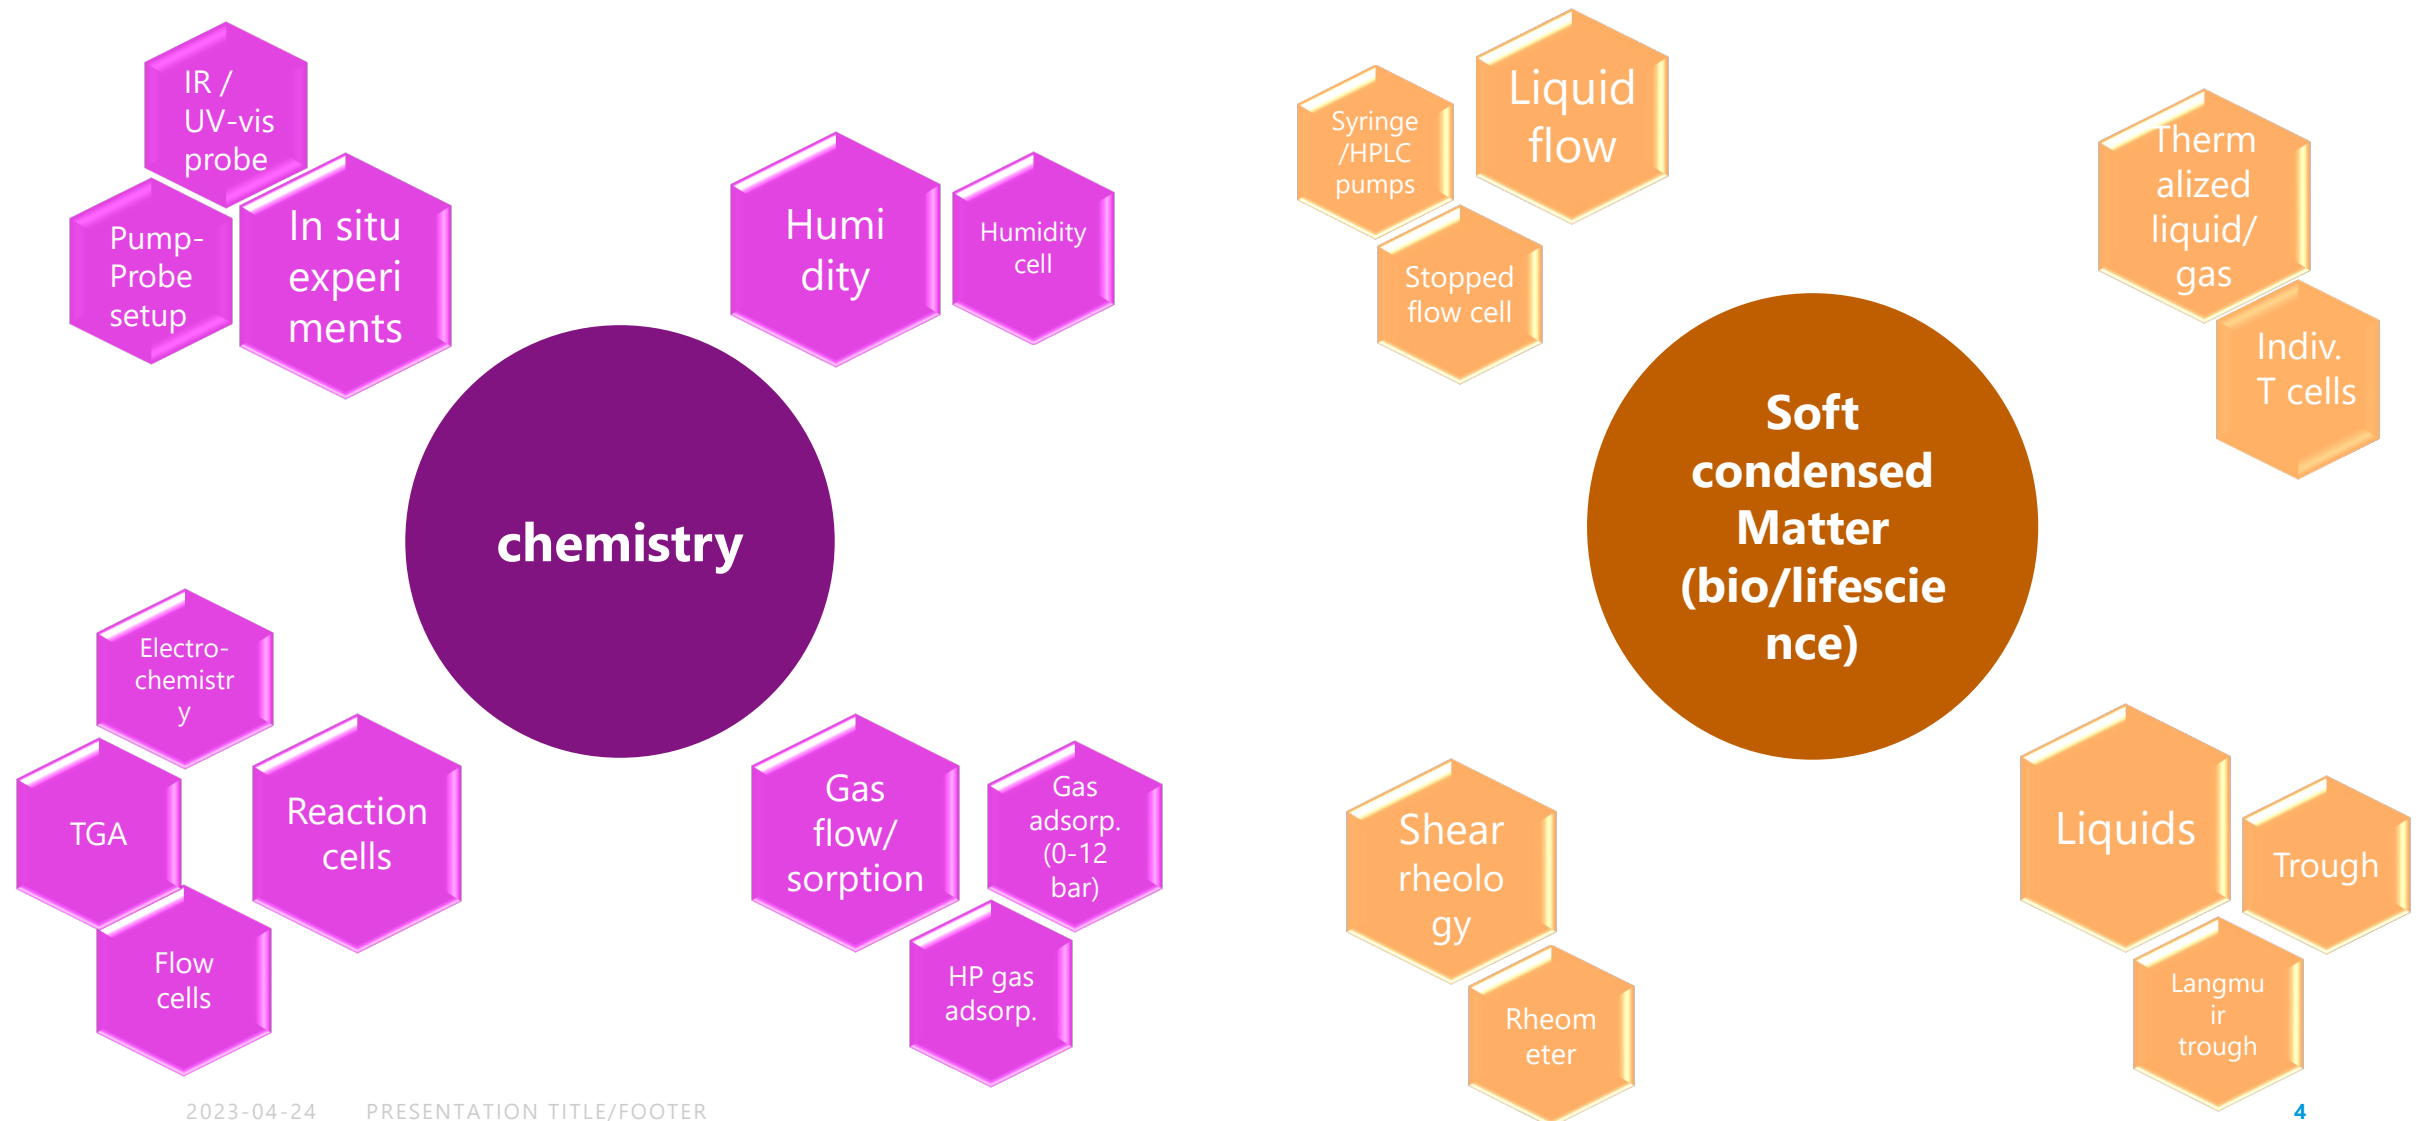 IR /
UV-vis
probe
Pump-
Probe
setup
In situ
experi
ments
Humi
dity
Humidity
cell
chemistry
Electro-
chemistr
y
TGA
Reaction
cells
Flow
cells
Gas
flow/
sorption
Gas
adsorp.
(0-12
bar)
HP gas
adsorp.
Syringe
/HPLC
pumps
Liquid
flow
Stopped
flow cell
Therm
alized
liquid/
gas
Indiv.
T cells
Soft
condensed
Matter
(bio/lifescie
nce)
Shear
rheolo
gy
Rheom
eter
Liquids
Trough
Langmu
ir
trough
2023-04-24 PRESENTATION TITLE/FOOTER
4